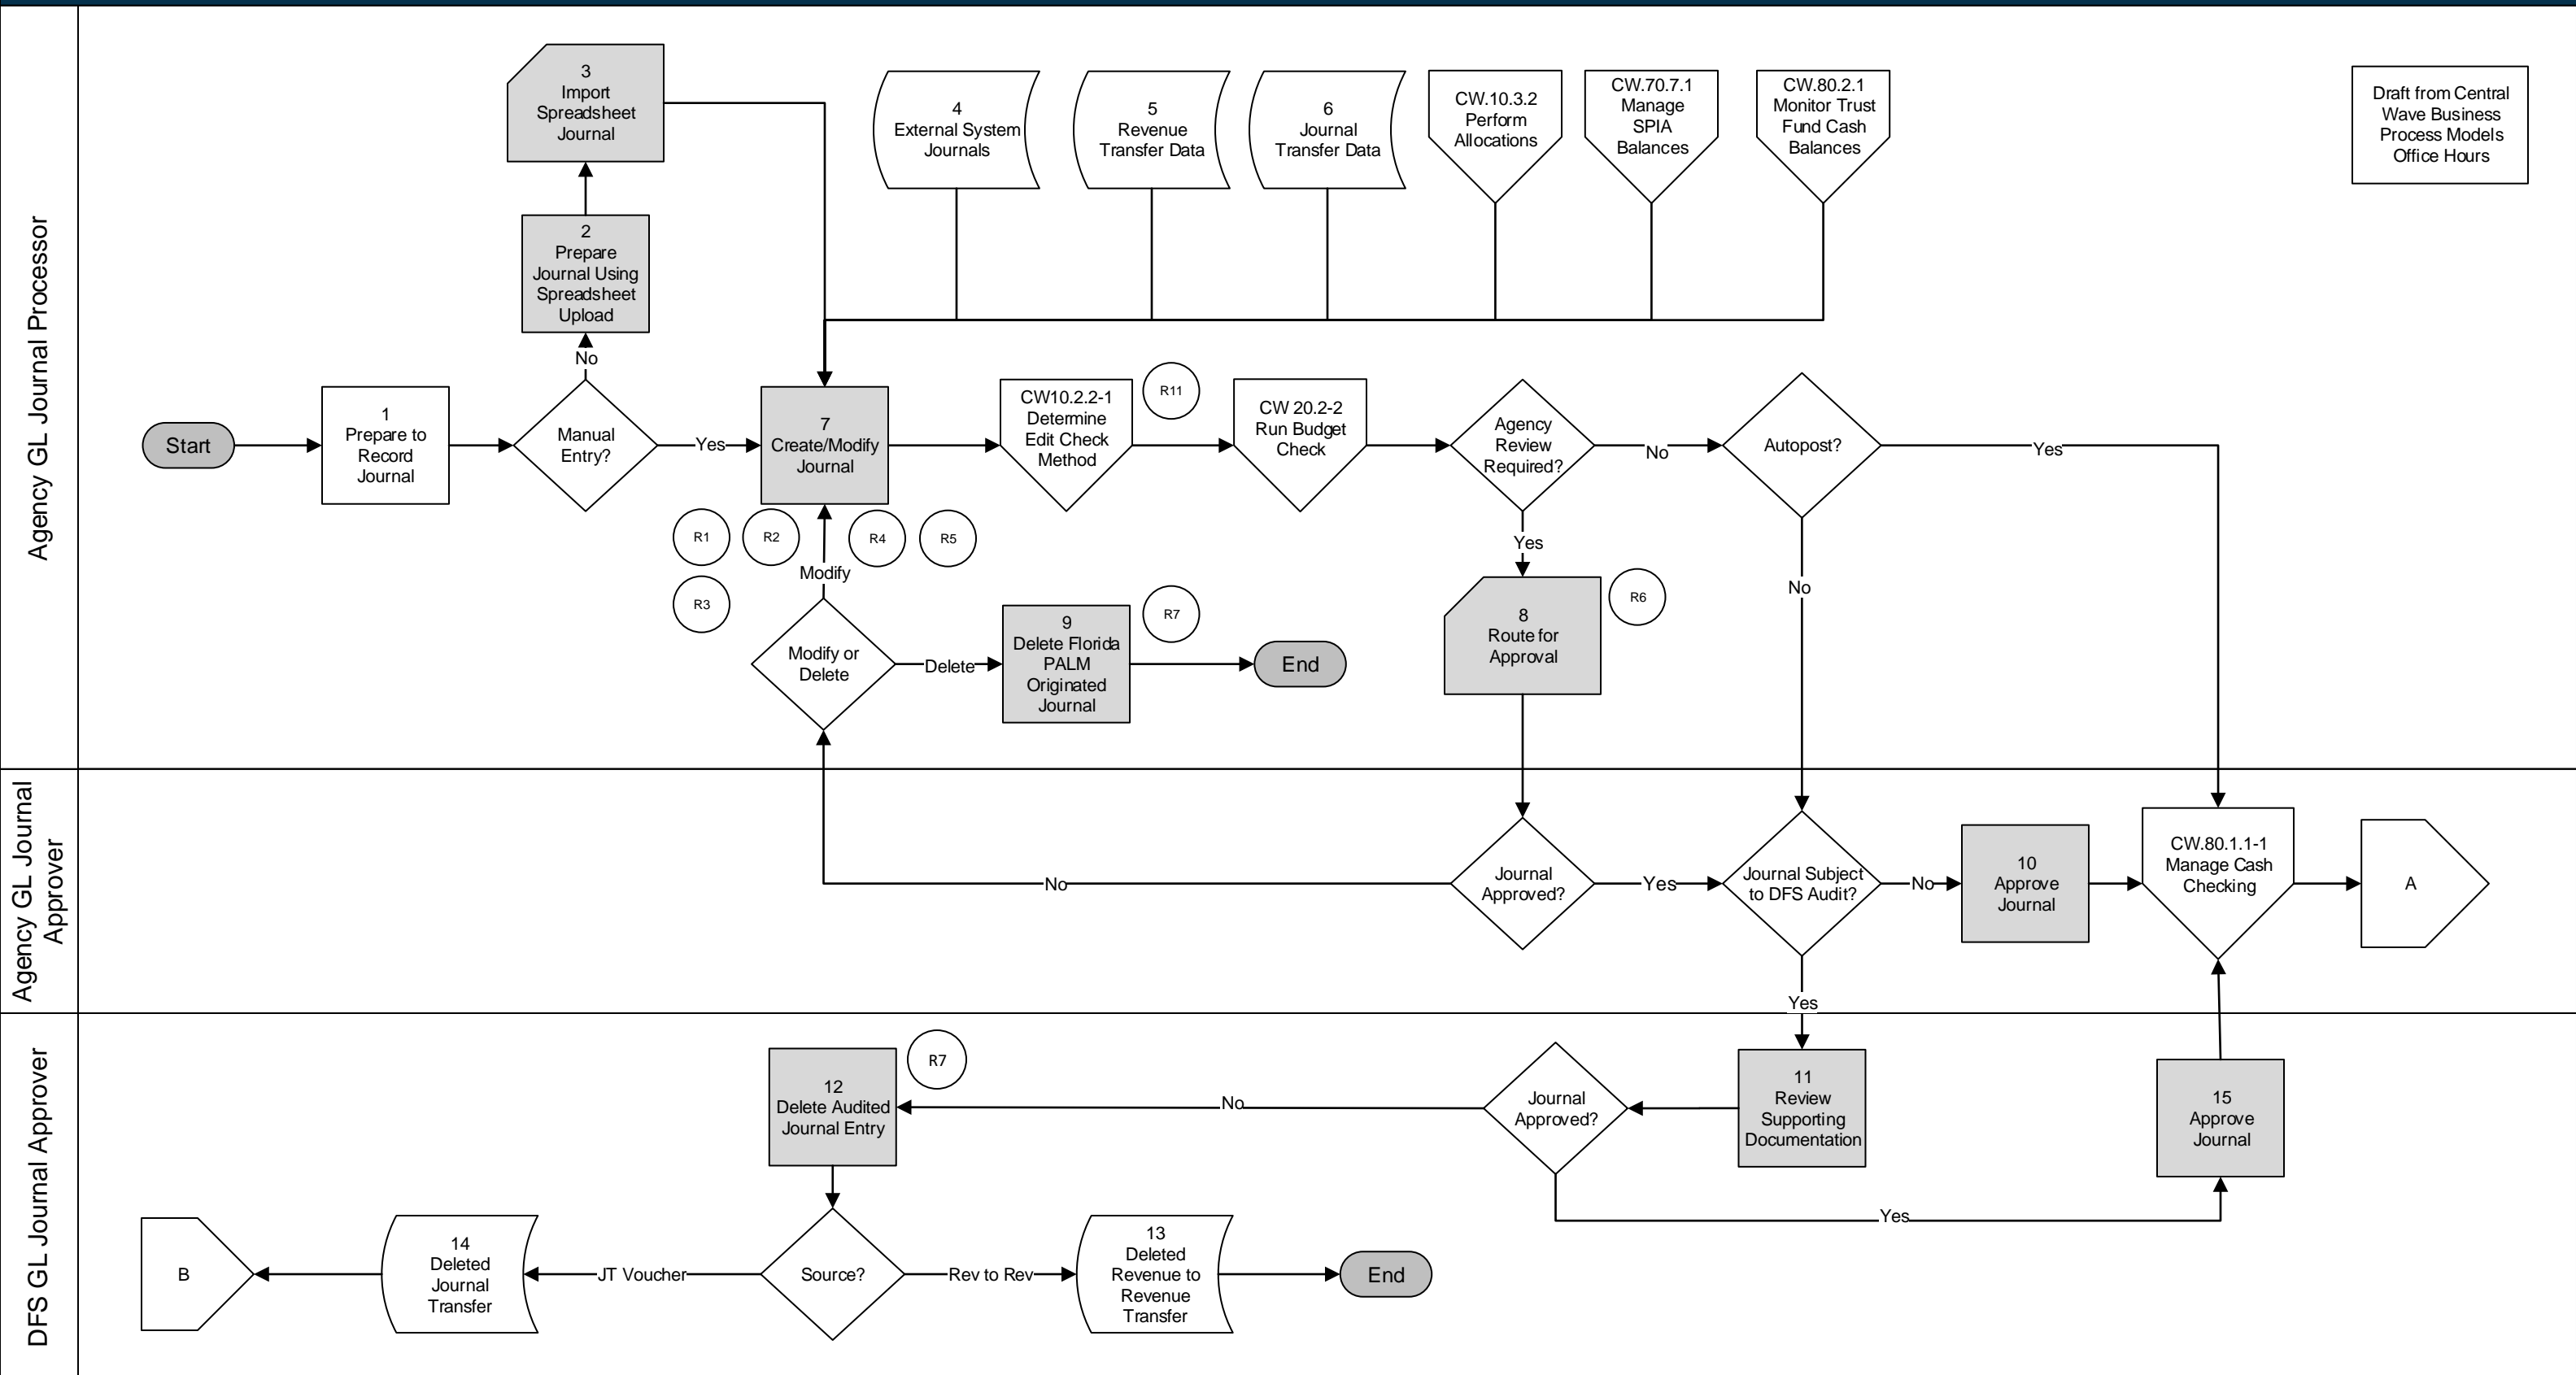 Agency GL Journal Processor
3
Import
Spreadsheet
Journal
4
External System
Journals
5
Revenue
Transfer Data
6
Journal
Transfer Data
CW.10.3.2
Perform
Allocations
CW.70.7.1
Manage
SPIA
Balances
CW.80.2.1
Monitor Trust
Fund Cash
Balances
Draft from Central
Wave Business
Process Models
Office Hours
2
Prepare
Journal Using
Spreadsheet
Upload
No
Start
1
Prepare to
Record
Journal
Manual
Entry?
Yes
7
Create/Modify
Journal
CW10.2.2-1
Determine
Edit Check
Method
R11
CW 20.2-2
Run Budget
Check
Agency
Review
Required?
No
Autopost?
Yes
R1
R2
R4
R5
R3
Modify
Yes
No
Modify or
Delete
Delete
9
Delete Florida
PALM
Originated
Journal
R7
End
8
Route for
Approval
R6
Agency GL Journal
Approver
No
Journal
Approved?
Yes
Journal Subject
to DFS Audit?
No
10
Approve
Journal
CW.80.1.1-1
Manage Cash
Checking
A
Yes
DFS GL Journal Approver
12
Delete Audited
Journal Entry
R7
No
Journal
Approved?
11
Review
Supporting
Documentation
15
Approve
Journal
Yes
B
14
Deleted
Journal
Transfer
JT Voucher
Source?
Rev to Rev
13
Deleted
Revenue to
Revenue
Transfer
End